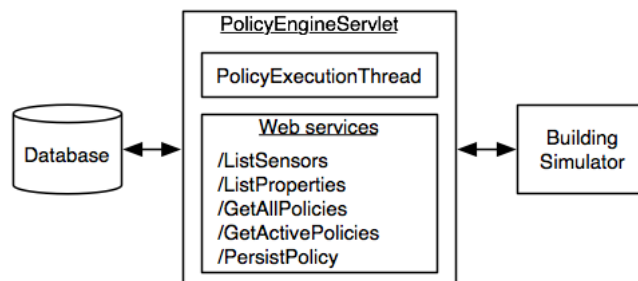 PolicyEngineServlet
PolicyExecutionThread
Web services
/ListSensors
/ListProperties
/GetAllPolicies
/GetActivePolicies
/PersistPolicy
Database
Building
Simulator